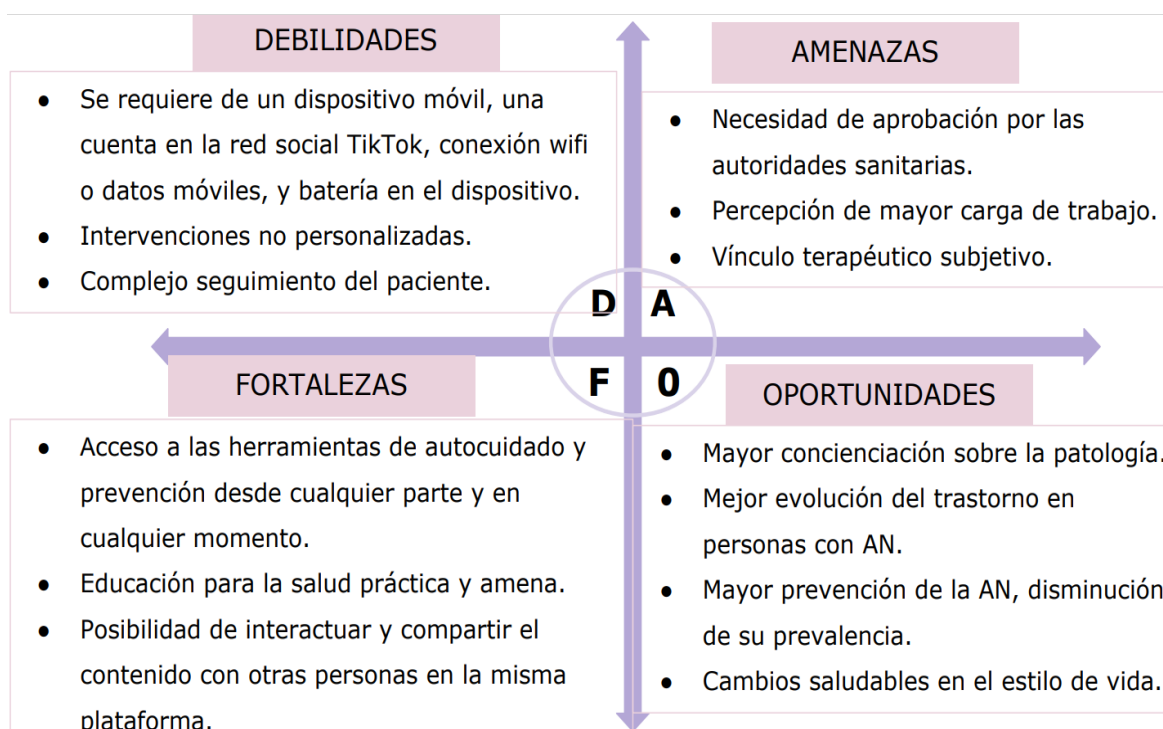 DEBILIDADES
● Se requiere de un dispositivo móvil, una
cuenta en la red social TikTok, conexión wifi
o datos móviles, y batería en el dispositivo.
● Intervenciones no personalizadas.
● Complejo seguimiento del paciente.
AMENAZAS
● Necesidad de aprobación por las
autoridades sanitarias.
● Percepción de mayor carga de trabajo.
● Vínculo terapéutico subjetivo.
D A
F 0
FORTALEZAS
● Acceso a las herramientas de autocuidado y
prevención desde cualquier parte y en
cualquier momento.
● Educación para la salud práctica y amena.
● Posibilidad de interactuar y compartir el
contenido con otras personas en la misma
plataforma.
OPORTUNIDADES
● Mayor concienciación sobre la patología.
● Mejor evolución del trastorno en
personas con AN.
● Mayor prevención de la AN, disminución
de su prevalencia.
● Cambios saludables en el estilo de vida.